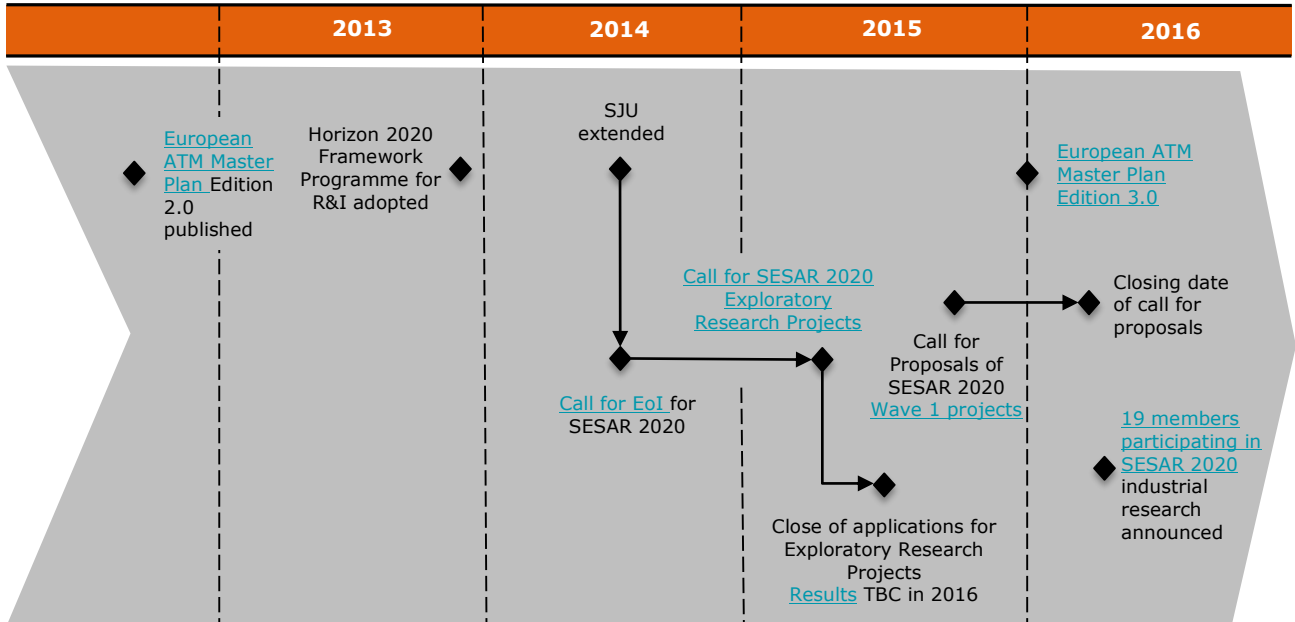 2013
2014
2015
2016
European
ATM Master
Plan Edition
2.0
published
Horizon 2020
Framework
Programme for
R&I adopted
SJU
extended
European ATM
Master Plan
Edition 3.0
Call for SESAR 2020
Exploratory
Research Projects
Closing date
of call for
proposals
Call for
Proposals of
SESAR 2020
Wave 1 projects
Call for EoI for
SESAR 2020
19 members
participating in
SESAR 2020
industrial
research
announced
Close of applications for
Exploratory Research
Projects
Results TBC in 2016